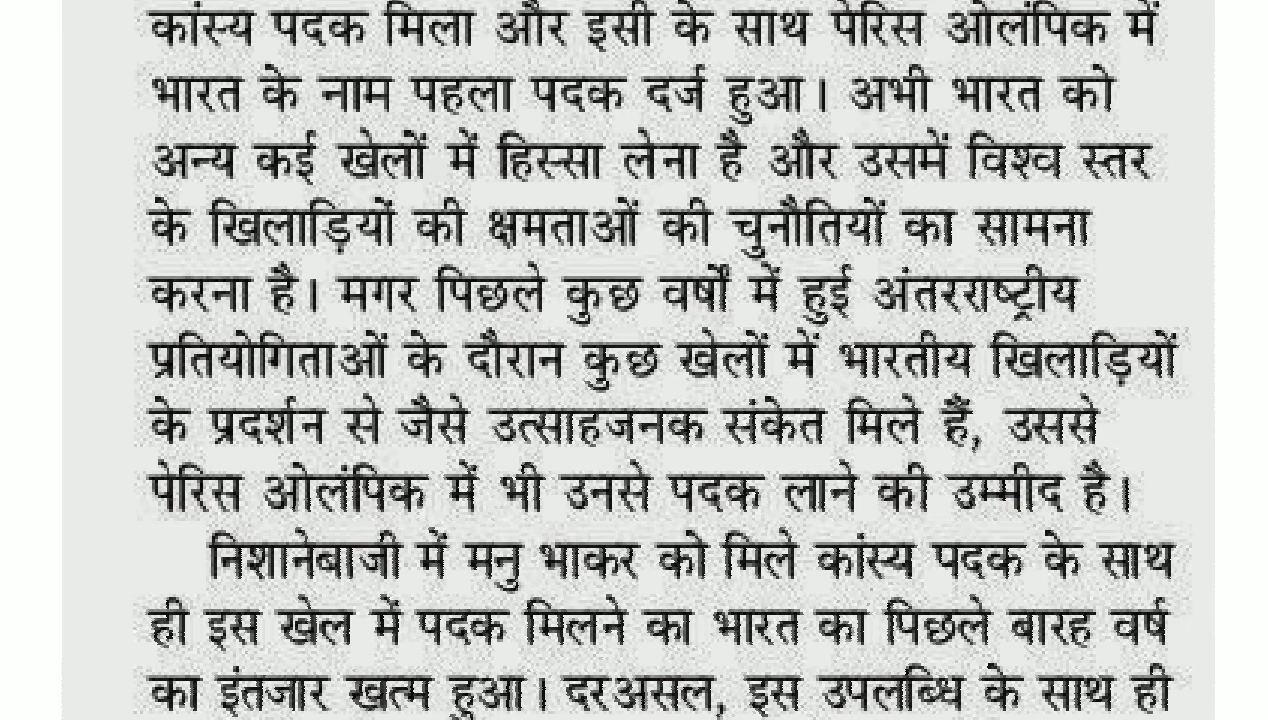 कांस्य पदक मिला और इसी के साथ पेरिस ओलंपिक में
भारत के नाम पहला पदक दर्ज हुआ। अभी भारत को
अन्य कई खेलों में हिस्सा लेना है और उसमें विश्व स्तर
के खिलाड़ियों की क्षमताओं की चुनौतियों का सामना
करना है। मगर पिछले कुछ वर्षों में हुई अंतरराष्ट्रीय
प्रतियोगिताओं के दौरान कुछ खेलों में भारतीय खिलाड़ियों
के प्रदर्शन से जैसे उत्साहजनक संकेत मिले हैं, उससे
पेरिस ओलंपिक में भी उनसे पदक लाने की उम्मीद है।
निशानेबाजी में मनु भाकर को मिले कांस्य पदक के साथ
ही इस खेल में पदक मिलने का भारत का पिछले बारह वर्ष
का इंतजार खत्म हुआ। दरअसल, इस उपलब्धि के साथ ही